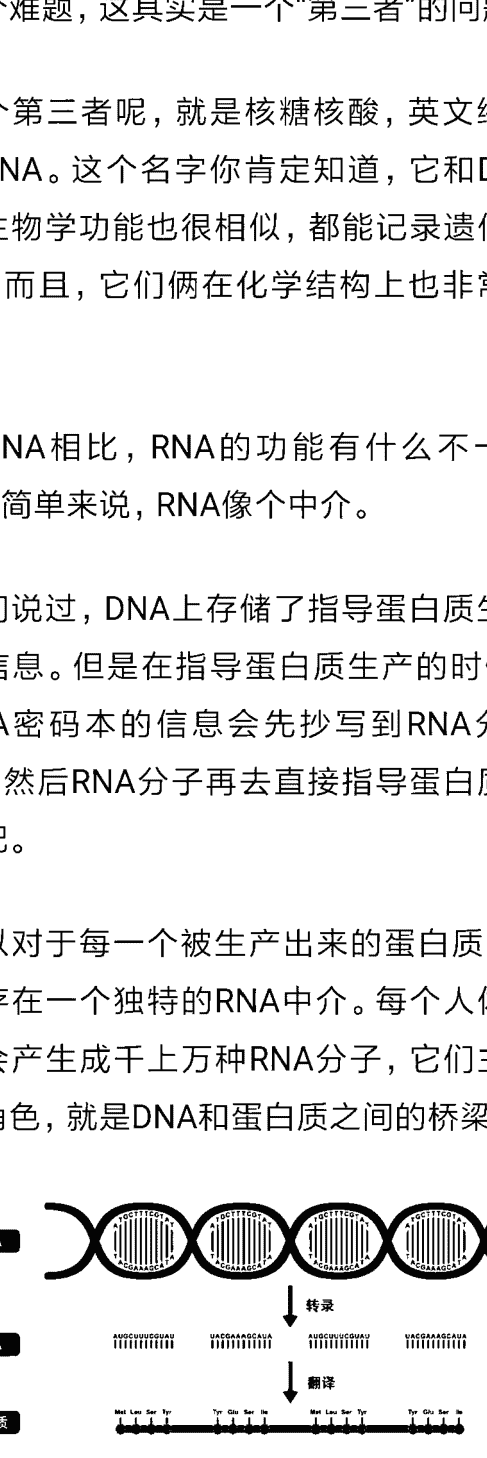 难题，这其实是一个“第三者”的问
第三者呢，就是核糖核酸，英文
NA。这个名字你肯定知道，它和D
物学功能也很相似，都能记录遗
而且，它们俩在化学结构上也非常
NA相比，RNA的功能有什么不一
简单来说，RNA像个中介。
说过，DNA上存储了指导蛋白质生
信息。但是在指导蛋白质生产的时
A密码本的信息会先抄写到RNA分
然后RNA分子再去直接指导蛋白质
。
对于每一个被生产出来的蛋白质
存在一个独特的RNA中介。每个人体
会产生成千上万种RNA分子，它们主
角色，就是DNA和蛋白质之间的桥梁
转录
AUGCUUUCGUAU UACGAAAGCAUA AUGCUUUCGUAU UACGAAAGCAUA
翻译
Met Leu Ser Tyr Tyr Glu Ser Ile Met Leu Ser Tyr Tyr Glu Ser Ile
质